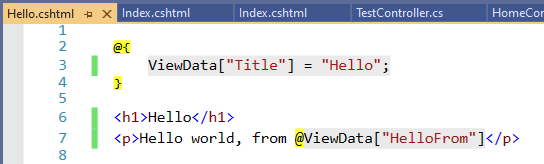 Hello.cshtml Index.cshtml Index.cshtml TestController.cs HomeCon
1
2 @{
3 ViewData["Title"] = "Hello";
4 }
5
6 <h1>Hello</h1>
7 <p>Hello world, from @ViewData["HelloFrom"]</p>
8